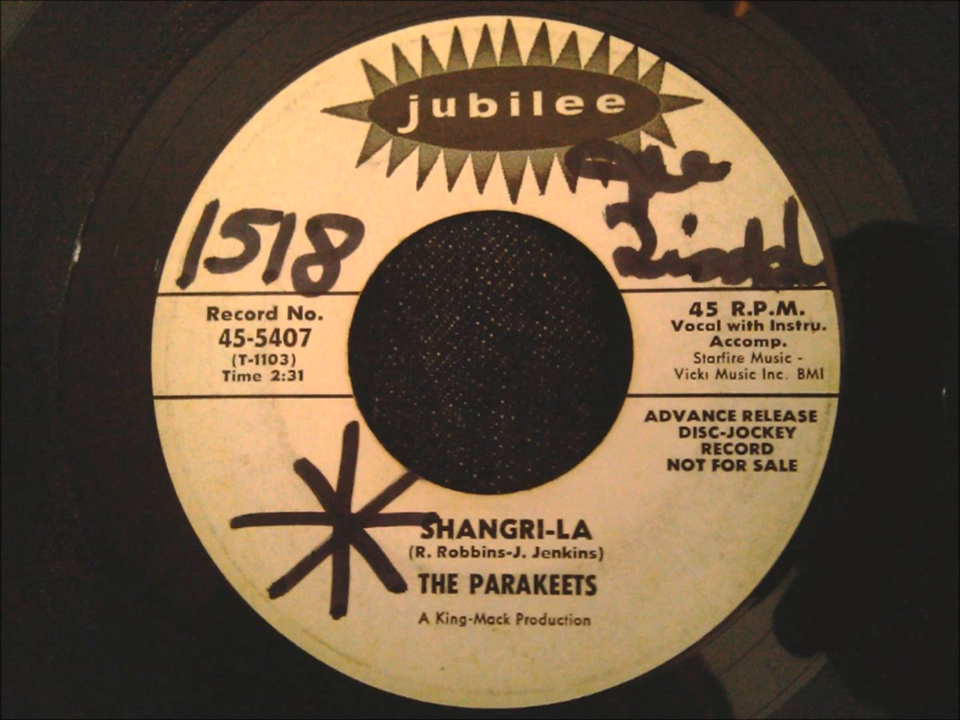 jubilee
1518
Record No.
45-5407
(T-1103)
Time 2:31
45 R.P.M.
Vocal with Instru.
Accomp.
Starfire Music -
Vicki Music Inc. BMI
ADVANCE RELEASE
DISC-JOCKEY
RECORD
NOT FOR SALE
SHANGRI-LA
(R. Robbins-J. Jenkins)
THE PARAKEETS
A King-Mack Production